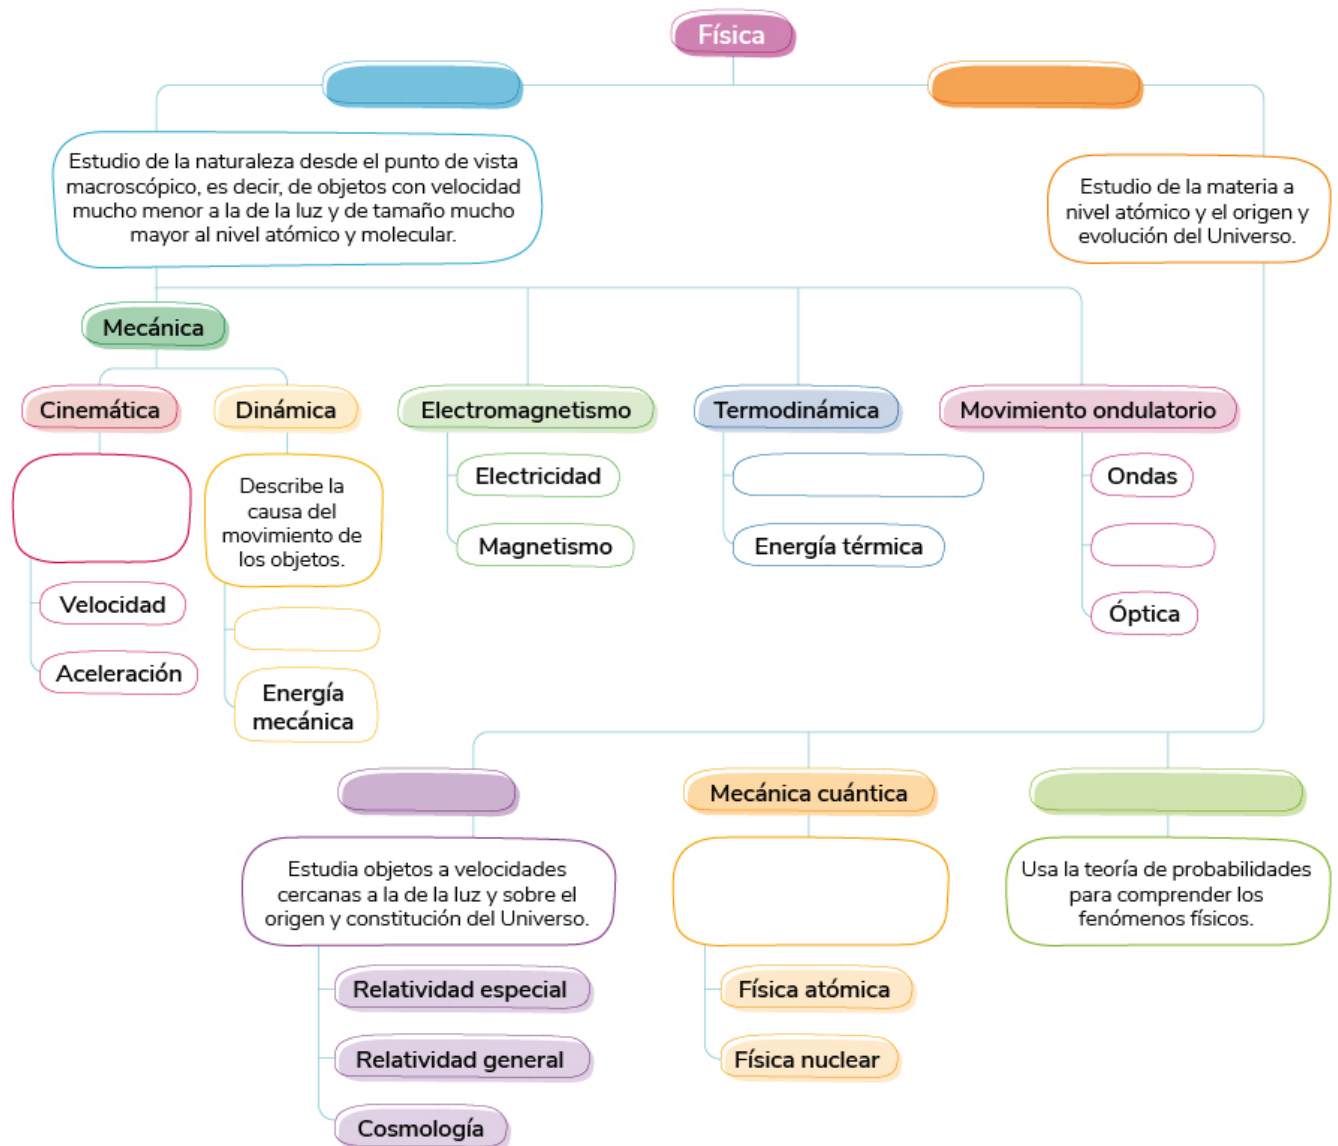 Física
Estudio de la naturaleza desde el punto de vista
macroscópico, es decir, de objetos con velocidad
mucho menor a la de la luz y de tamaño mucho
mayor al nivel atómico y molecular.
Estudio de la materia a
nivel atómico y el origen y
evolución del Universo.
Mecánica
Cinemática
Dinámica
Electromagnetismo
Termodinámica
Movimiento ondulatorio
Describe la
causa del
movimiento de
los objetos.
Electricidad
Ondas
Magnetismo
Energía térmica
Velocidad
Óptica
Aceleración
Energía
mecánica
Mecánica cuántica
Estudia objetos a velocidades
cercanas a la de la luz y sobre el
origen y constitución del Universo.
Usa la teoría de probabilidades
para comprender los
fenómenos físicos.
Relatividad especial
Física atómica
Relatividad general
Física nuclear
Cosmología